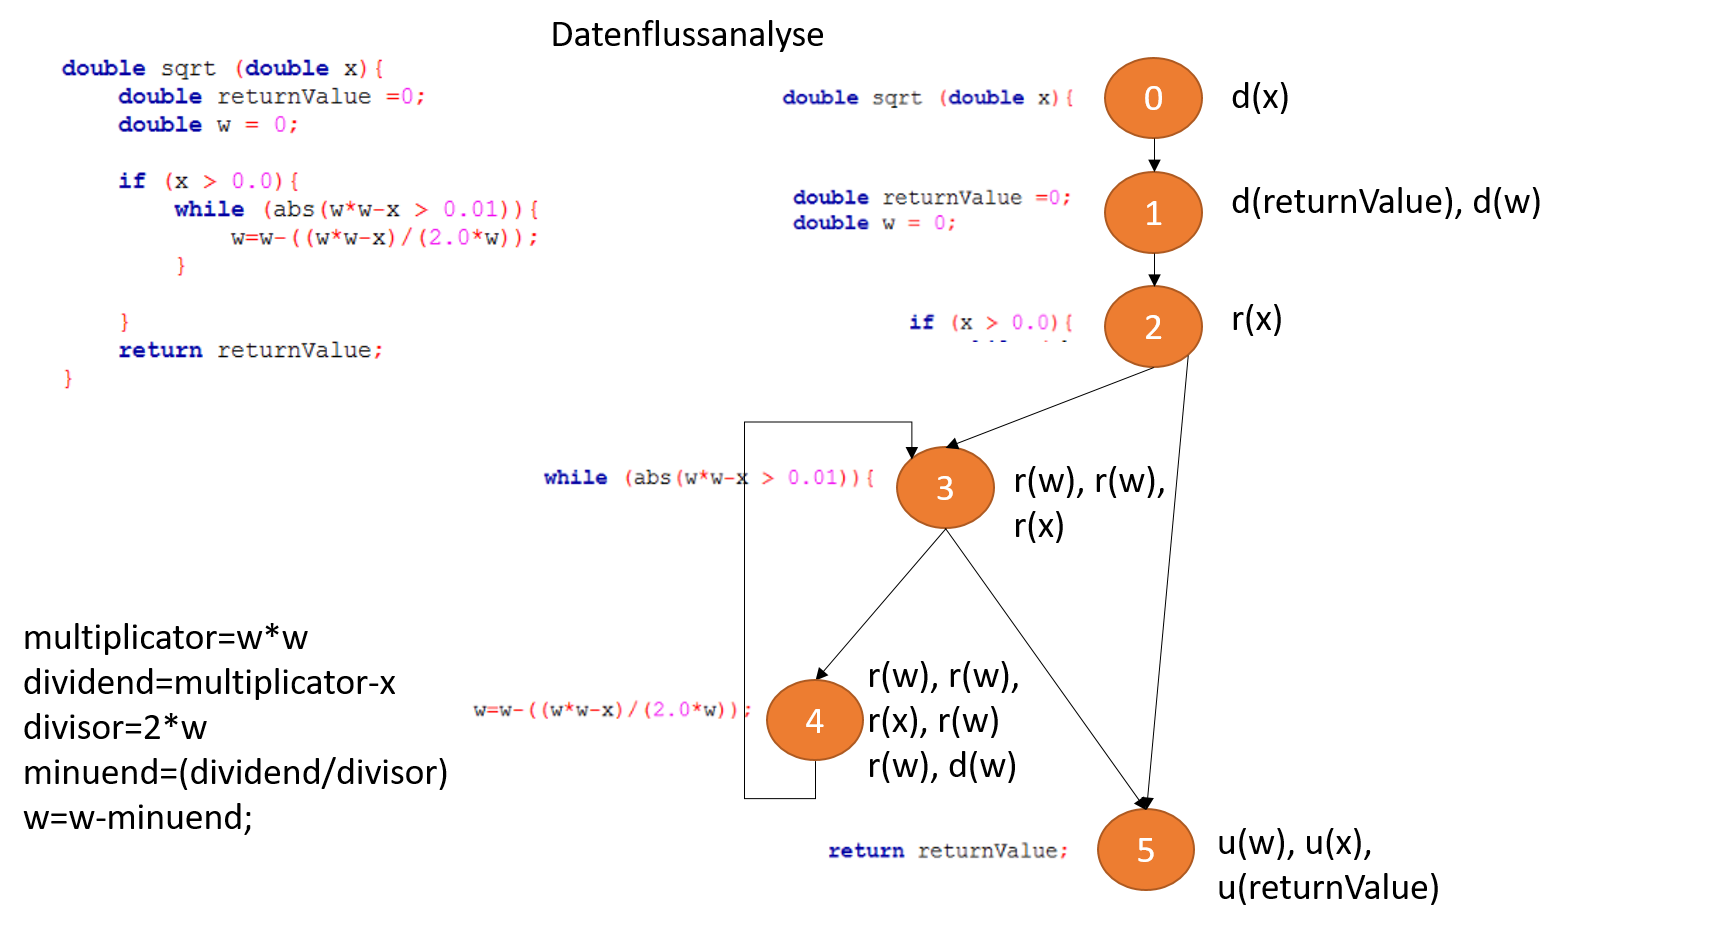 Datenflussanalyse
double sqrt (double x){
double returnValue =0;
double w = 0;
if (x > 0.0){
while (abs(w*w-x > 0.01)){
w=w-((w*w-x)/(2.0*w));
}
}
return returnValue;
}
double sqrt (double x){
0
d(x)
double returnValue =0;
double w = 0;
1
d(returnValue), d(w)
if (x > 0.0){
2
r(x)
while (abs(w*w-x > 0.01)){
3
r(w), r(w),
r(x)
w=w-((w*w-x)/(2.0*w));
4
r(w), r(w),
r(x), r(w)
r(w), d(w)
multiplicator=w*w
dividend=multiplicator-x
divisor=2*w
minuend=(dividend/divisor)
w=w-minuend;
return returnValue;
5
u(w), u(x),
u(returnValue)